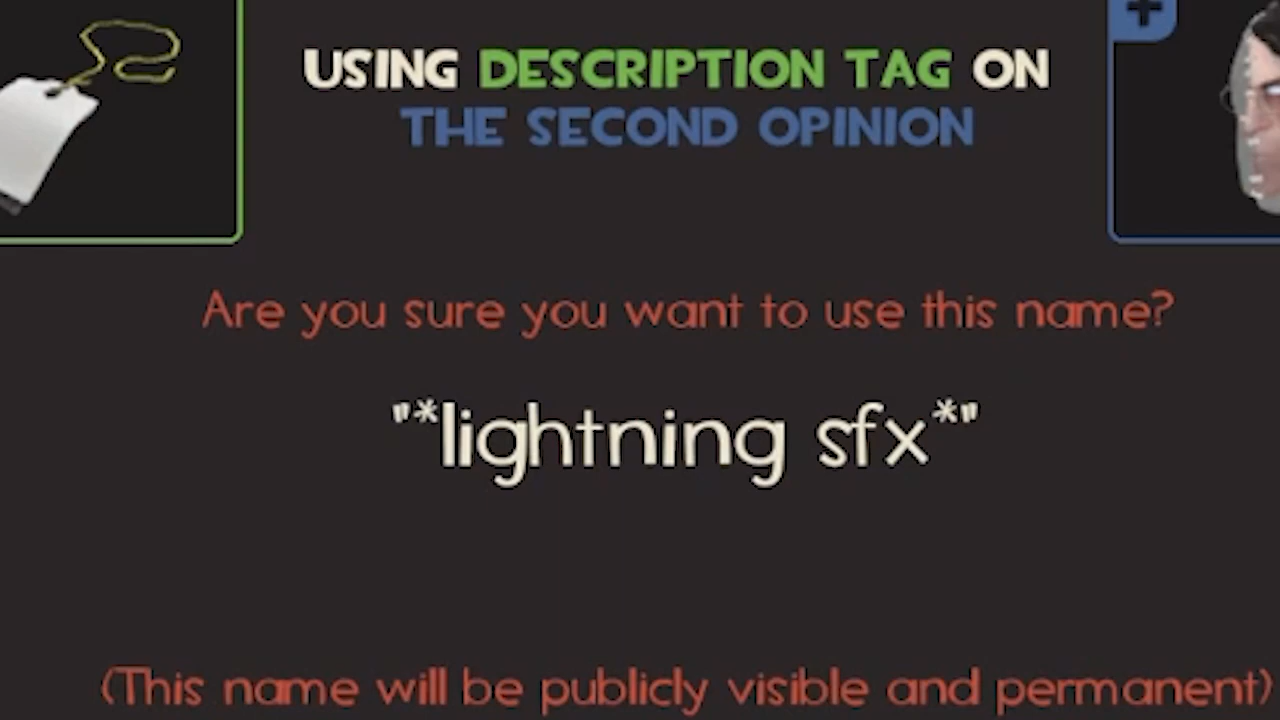 USING DESCRIPTION TAG ON
THE SECOND OPINION
Are you sure you want to use this name?
"*lightning sfx*"
(This name will be publicly visible and permanent)